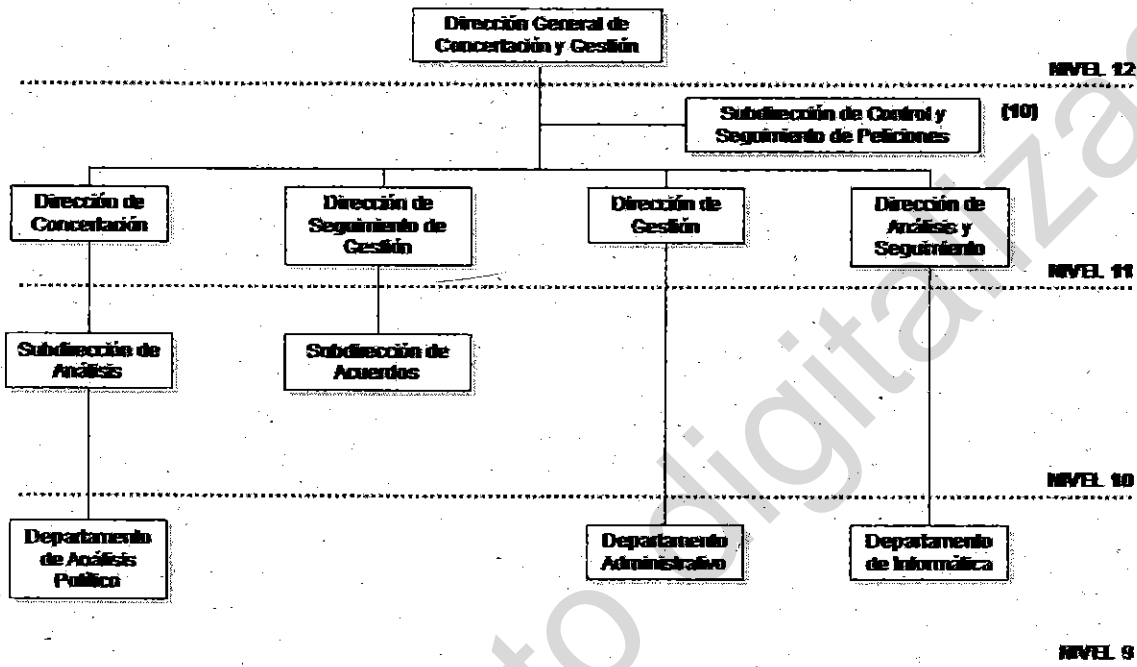 Dirección General de
Concertación y Gestión
NIVEL 12
Subdirección de Control y
Seguimiento de Peticiones
(10)
Dirección de
Concertación
Dirección de
Seguimiento de
Gestión
Dirección de
Gestión
Dirección de
Análisis y
Seguimiento
NIVEL 11
Subdirección de
Análisis
Subdirección de
Acuerdos
NIVEL 10
Departamento
de Análisis
Político
Departamento
Administrativo
Departamento
de Informática
NIVEL 9
to digitaliza